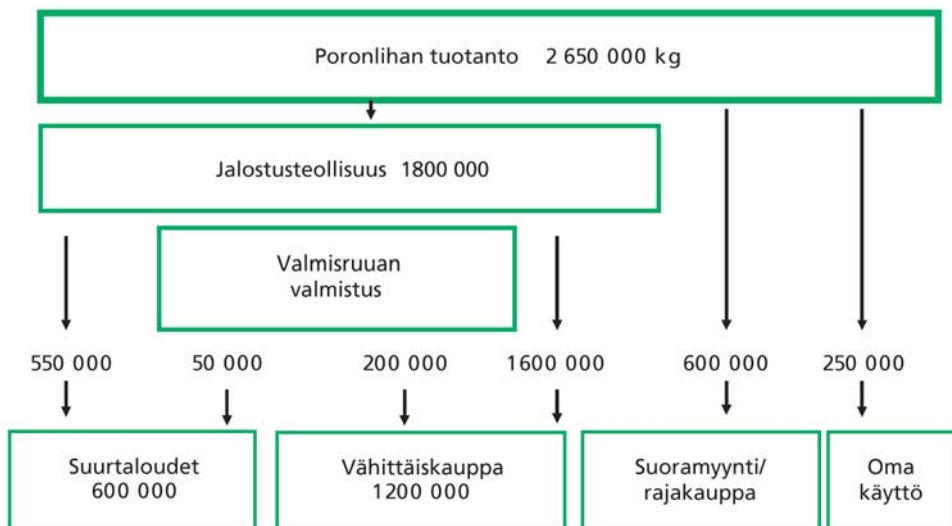 Poronlihan tuotanto 2 650 000 kg
Jalostusteollisuus 1800 000
Valmisruuan
valmistus
550 000 50 000 200 000 1600 000 600 000 250 000
Suurtaloudet
600 000
Vähittäiskauppa
1200 000
Suoramyynti/
rajakauppa
Oma
käyttö